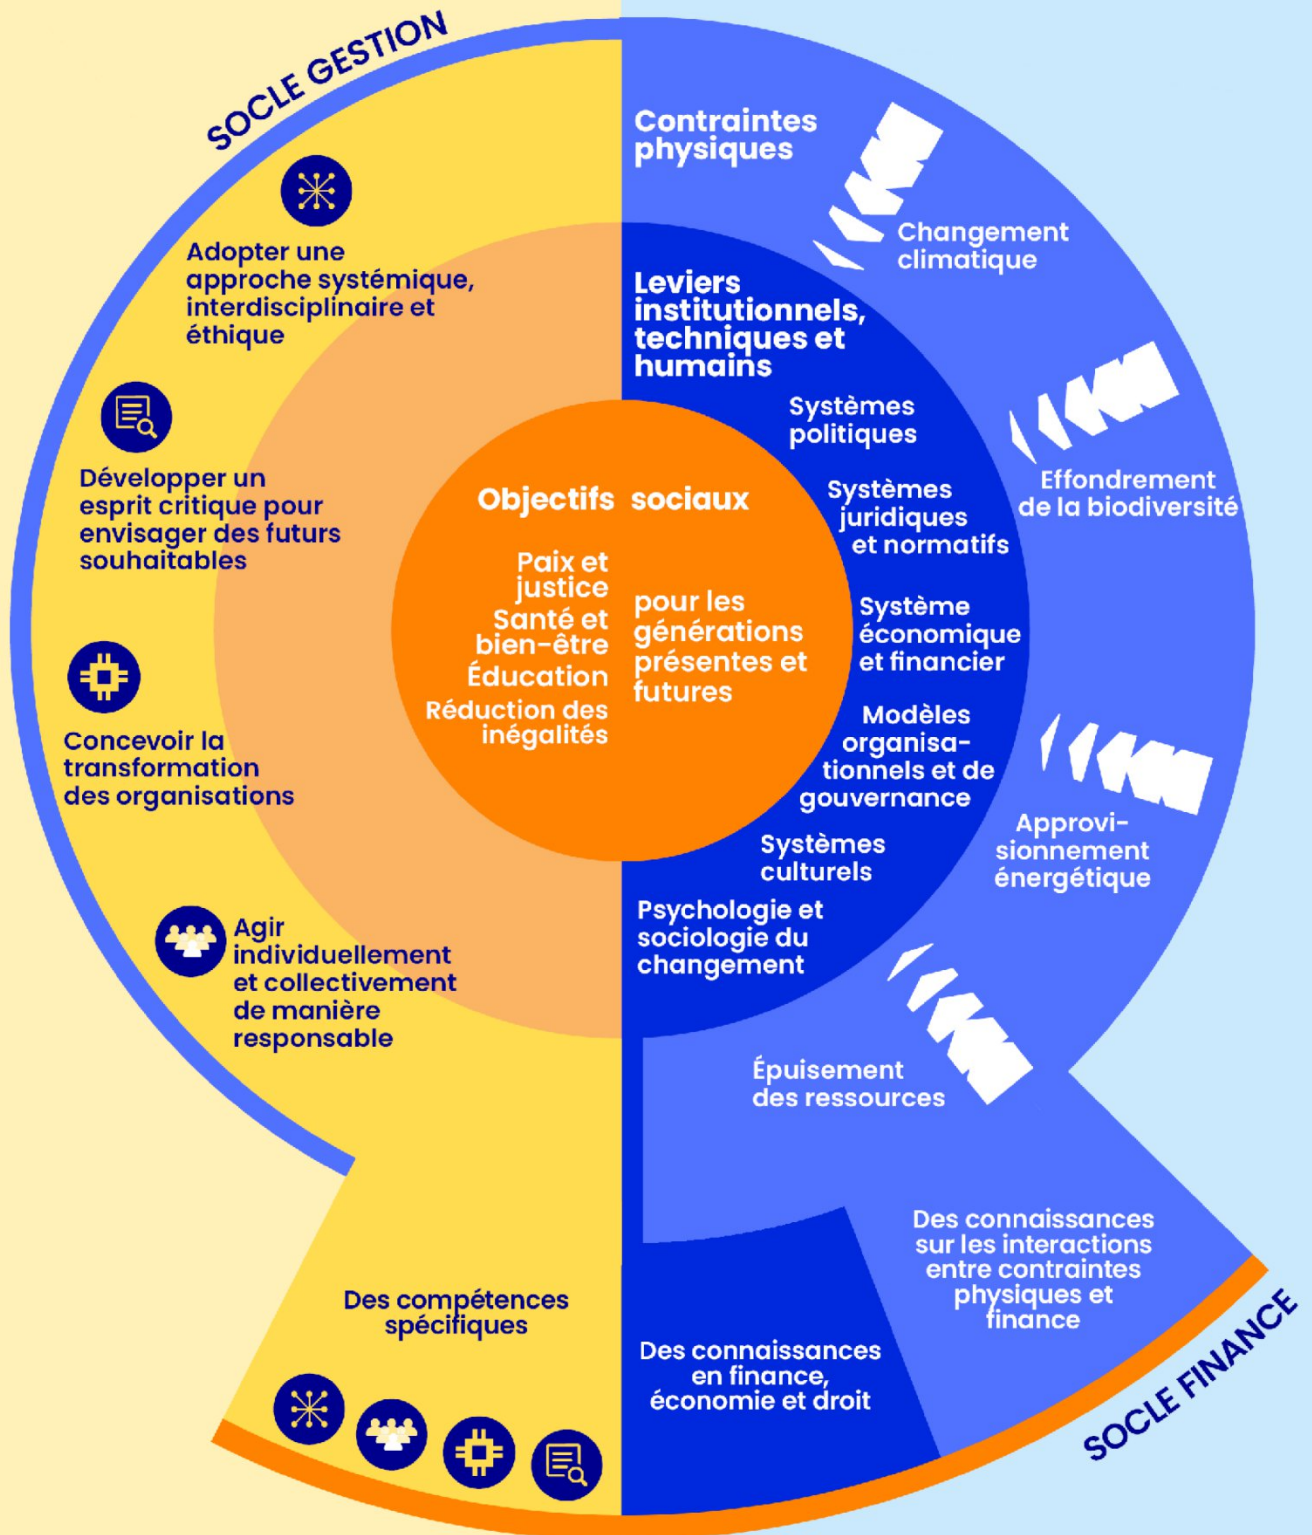 SOCLE GESTION
Adopter une
approche systémique,
interdisciplinaire et
éthique
Développer un
esprit critique pour
envisager des futurs
souhaitables
Concevoir la
transformation
des organisations
Agir
individuellement
et collectivement
de manière
responsable
Des compétences
spécifiques
Objectifs sociaux
Paix et
justice
Santé et
bien-être
Éducation
Réduction des
inégalités
pour les
générations
présentes et
futures
Contraintes
physiques
Changement
climatique
Effondrement
de la biodiversité
Approvi-
sionnement
énergétique
Épuisement
des ressources
Leviers
institutionnels,
techniques et
humains
Systèmes
politiques
Systèmes
juridiques
et normatifs
Système
économique
et financier
Modèles
organisa-
tionnels et de
gouvernance
Systèmes
culturels
Psychologie et
sociologie du
changement
Des connaissances
en finance,
économie et droit
Des connaissances
sur les interactions
entre contraintes
physiques et
finance
SOCLE FINANCE